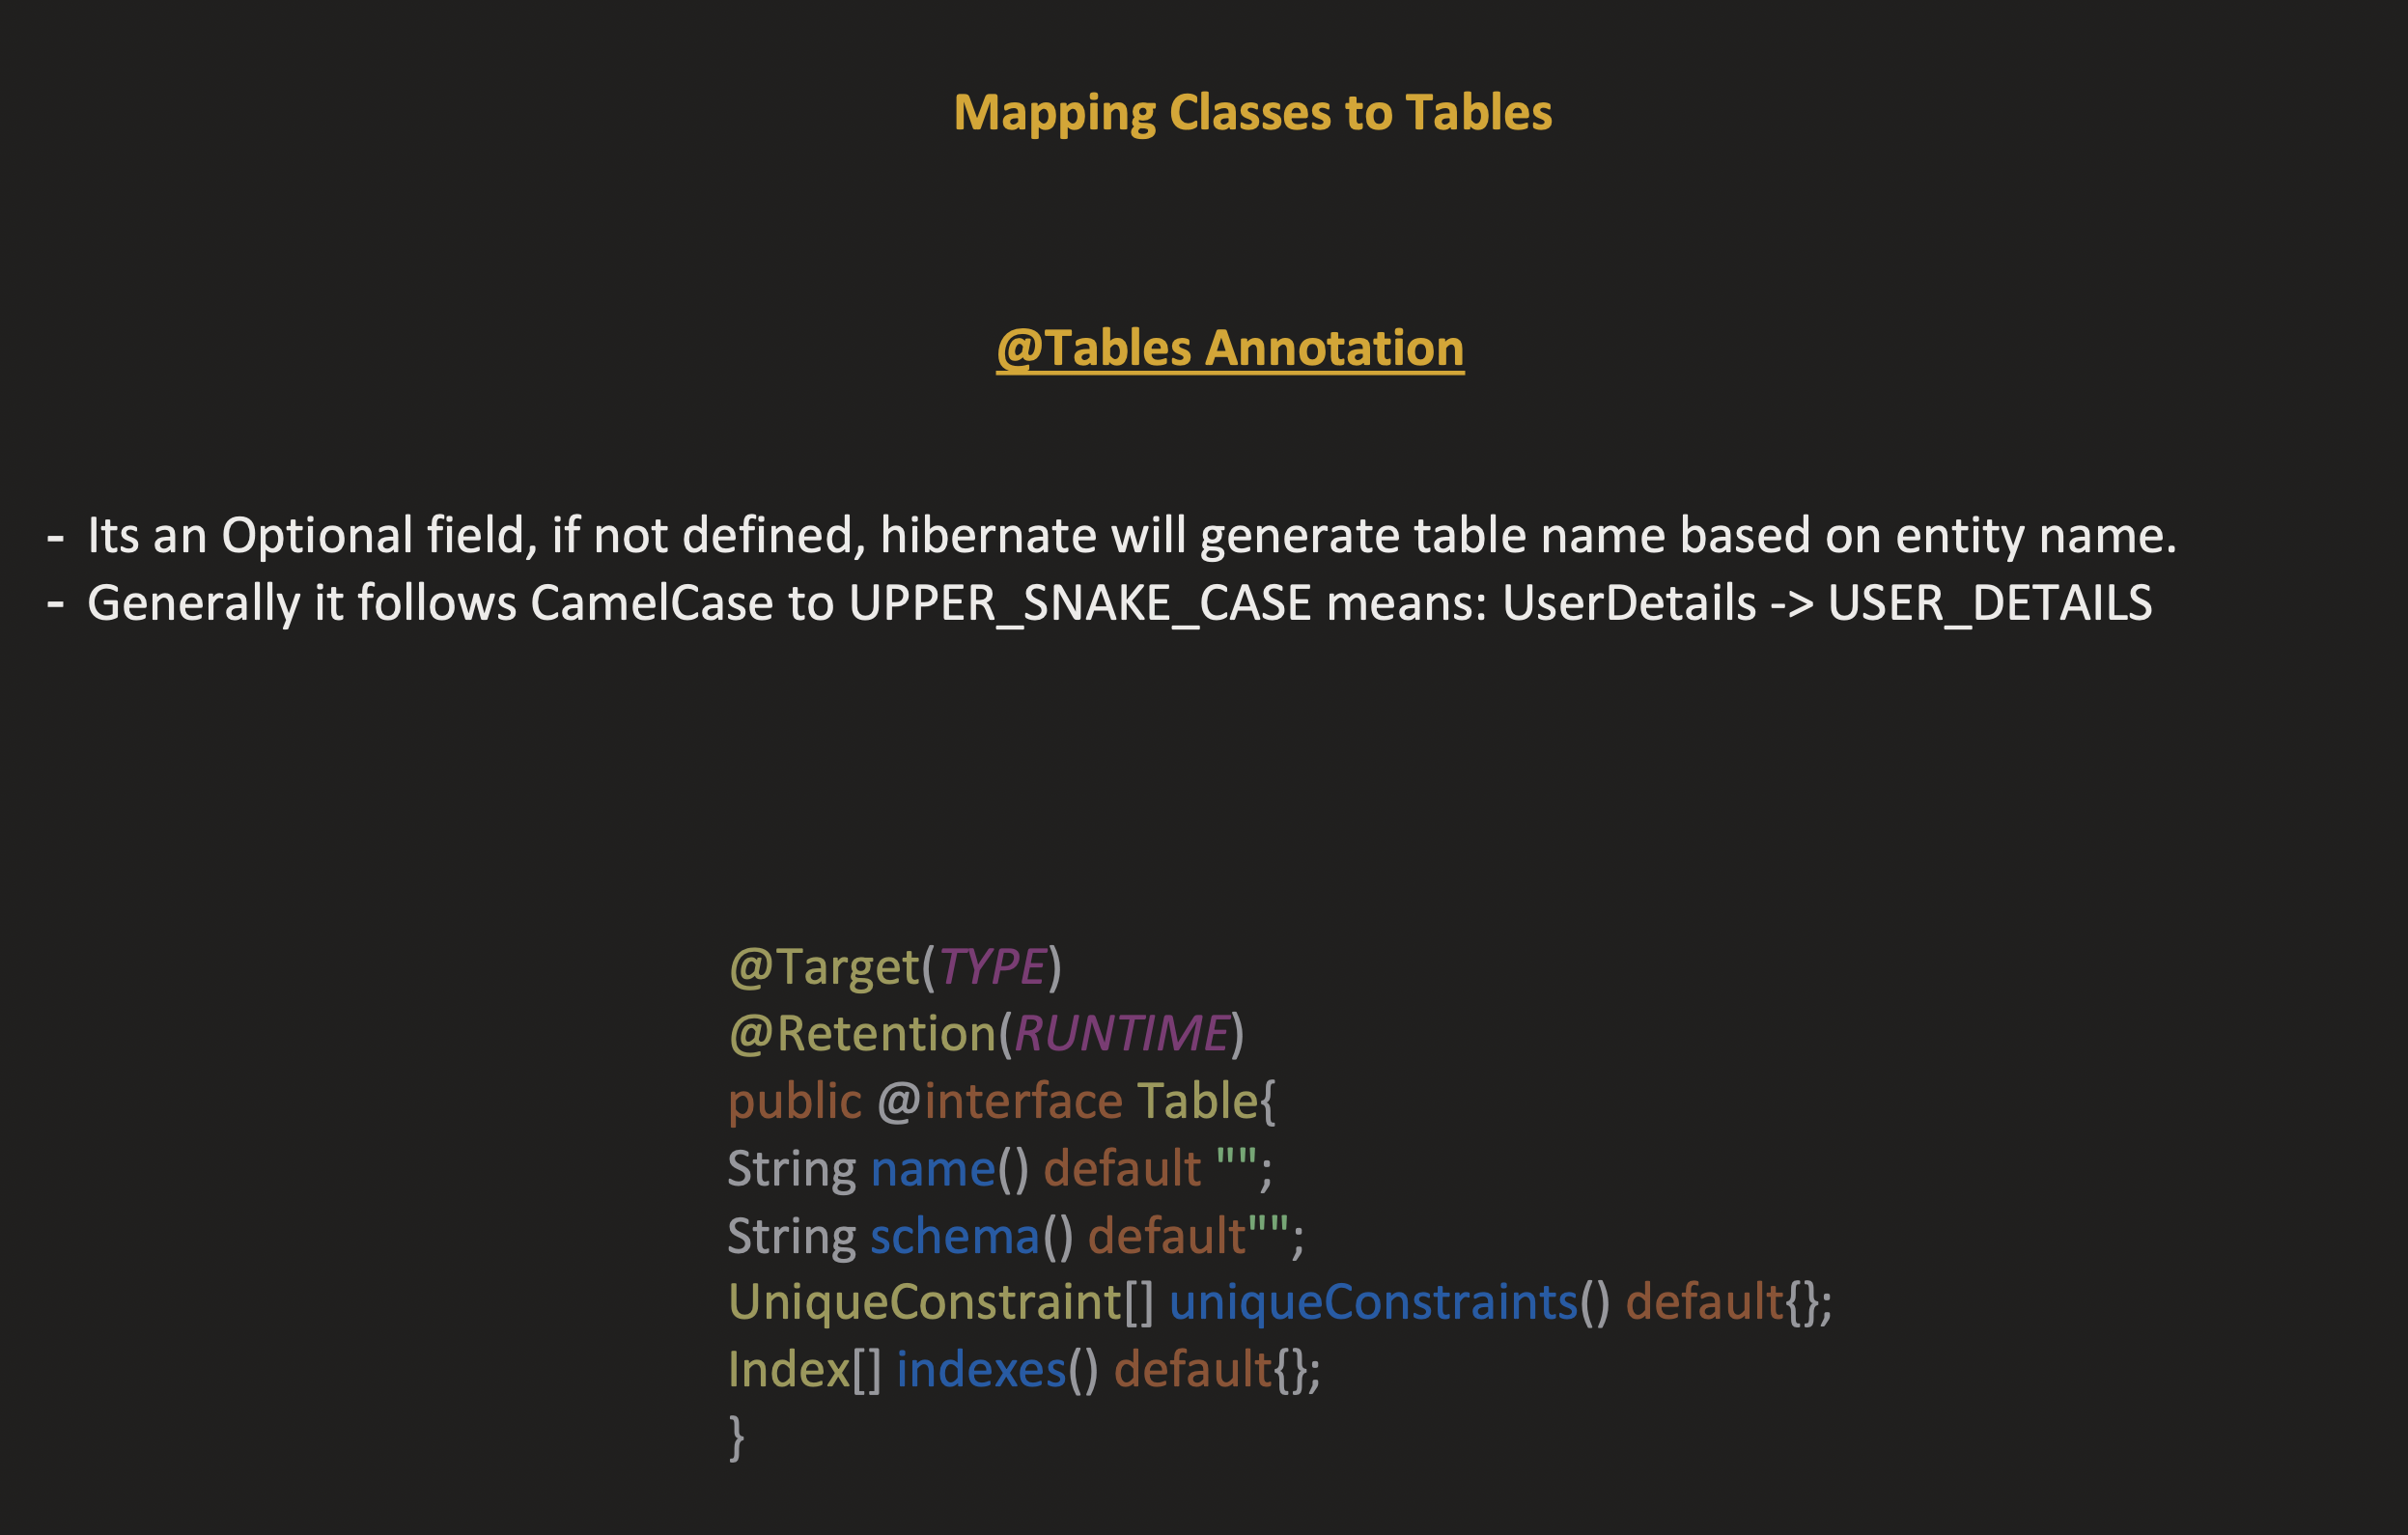 Mapping Classes to Tables
@Tables Annotation
- Its an Optional field, if not defined, hibernate will generate table name based on entity name.
- Generally it follows CamelCase to UPPER_SNAKE_CASE means: UserDetails -> USER_DETAILS
@Target(TYPE)
@Retention(RUNTIME)
public @interface Table{
String name() default "";
String schema() default"";
UniqueConstraint[] uniqueConstraints() default{};
Index[] indexes() default{};
}